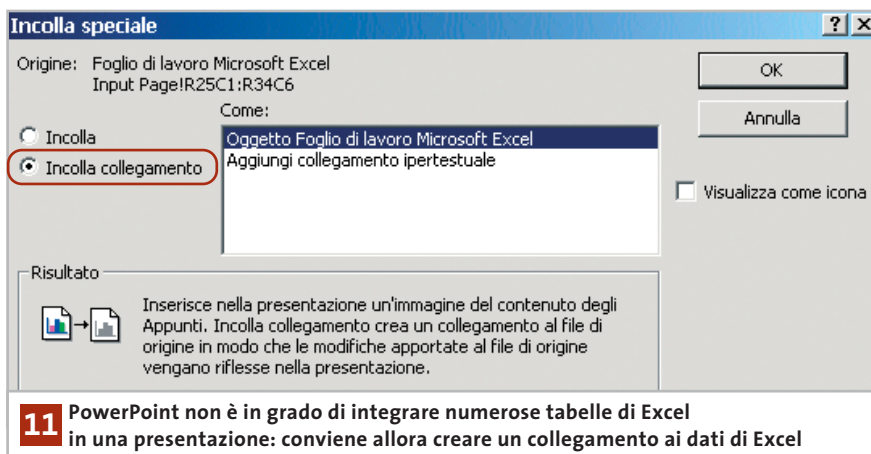 Incolla speciale
Origine: Foglio di lavoro Microsoft Excel
Input Page!R25C1:R34C6
OK
Annulla
Come:
Incolla
Incolla collegamento
Oggetto Foglio di lavoro Microsoft Excel
Aggiungi collegamento ipertestuale
Visualizza come icona
Risultato
Inserisce nella presentazione un'immagine del contenuto degli
Appunti. Incolla collegamento crea un collegamento al file di
origine in modo che le modifiche apportate al file di origine
vengano riflesse nella presentazione.
11 PowerPoint non è in grado di integrare numerose tabelle di Excel
in una presentazione: conviene allora creare un collegamento ai dati di Excel